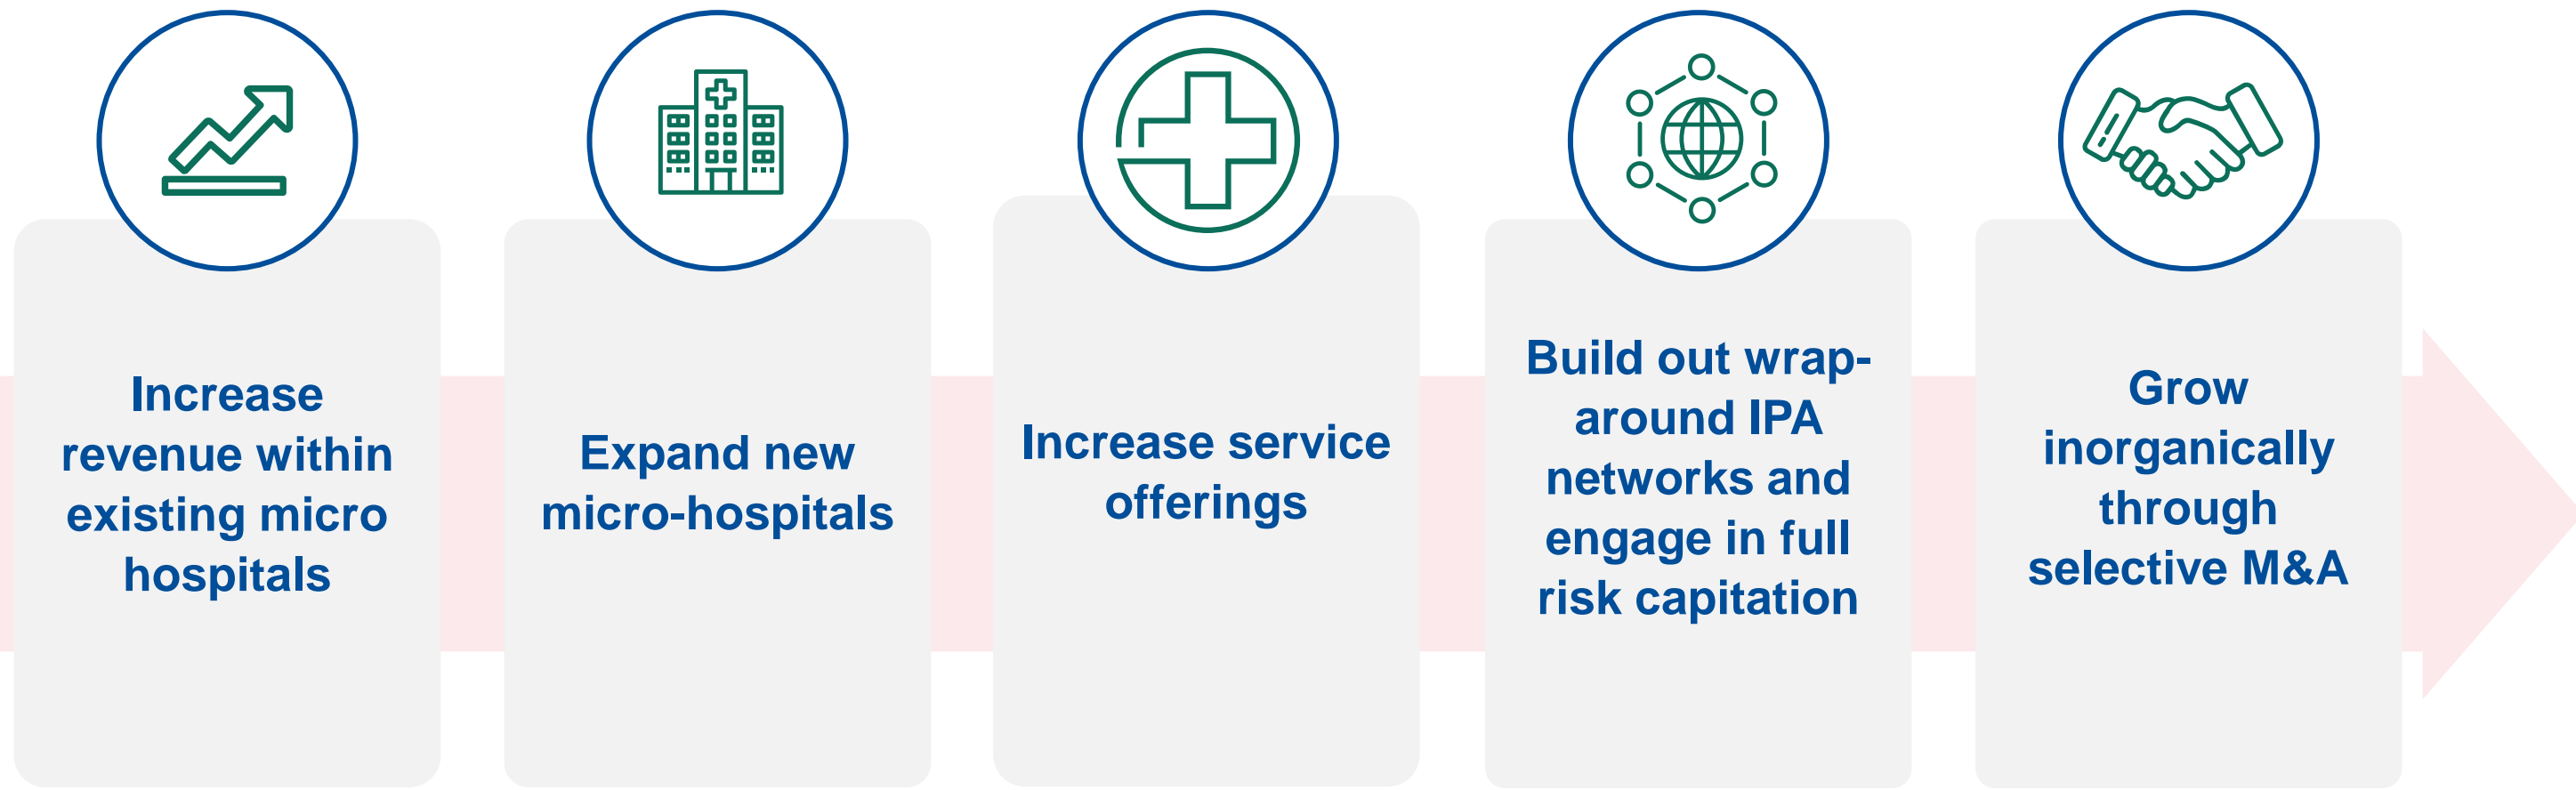 Increase
revenue within
existing micro
hospitals
Expand new
micro-hospitals
Increase service
offerings
Build out wrap-
around IPA
networks and
engage in full
risk capitation
Grow
inorganically
through
selective M&A